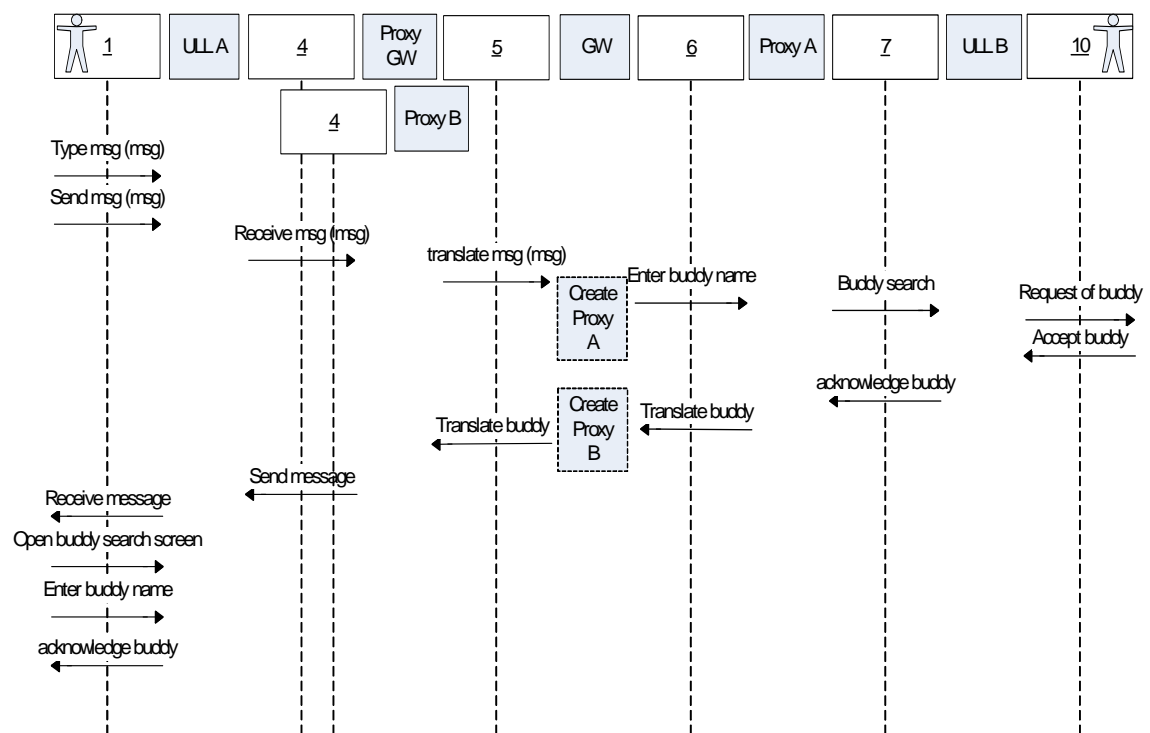 1
ULL A
4
Proxy
GW
5
GW
6
Proxy A
7
ULL B
10
4
Proxy B
Type msg (msg)
Send msg (msg)
Receive msg (msg)
translate msg (msg)
Enter buddy name
Buddy search
Request of buddy
Create
Proxy
A
Accept buddy
acknowledge buddy
Create
Proxy
B
Translate buddy
Translate buddy
Send message
Receive message
Open buddy search screen
Enter buddy name
acknowledge buddy